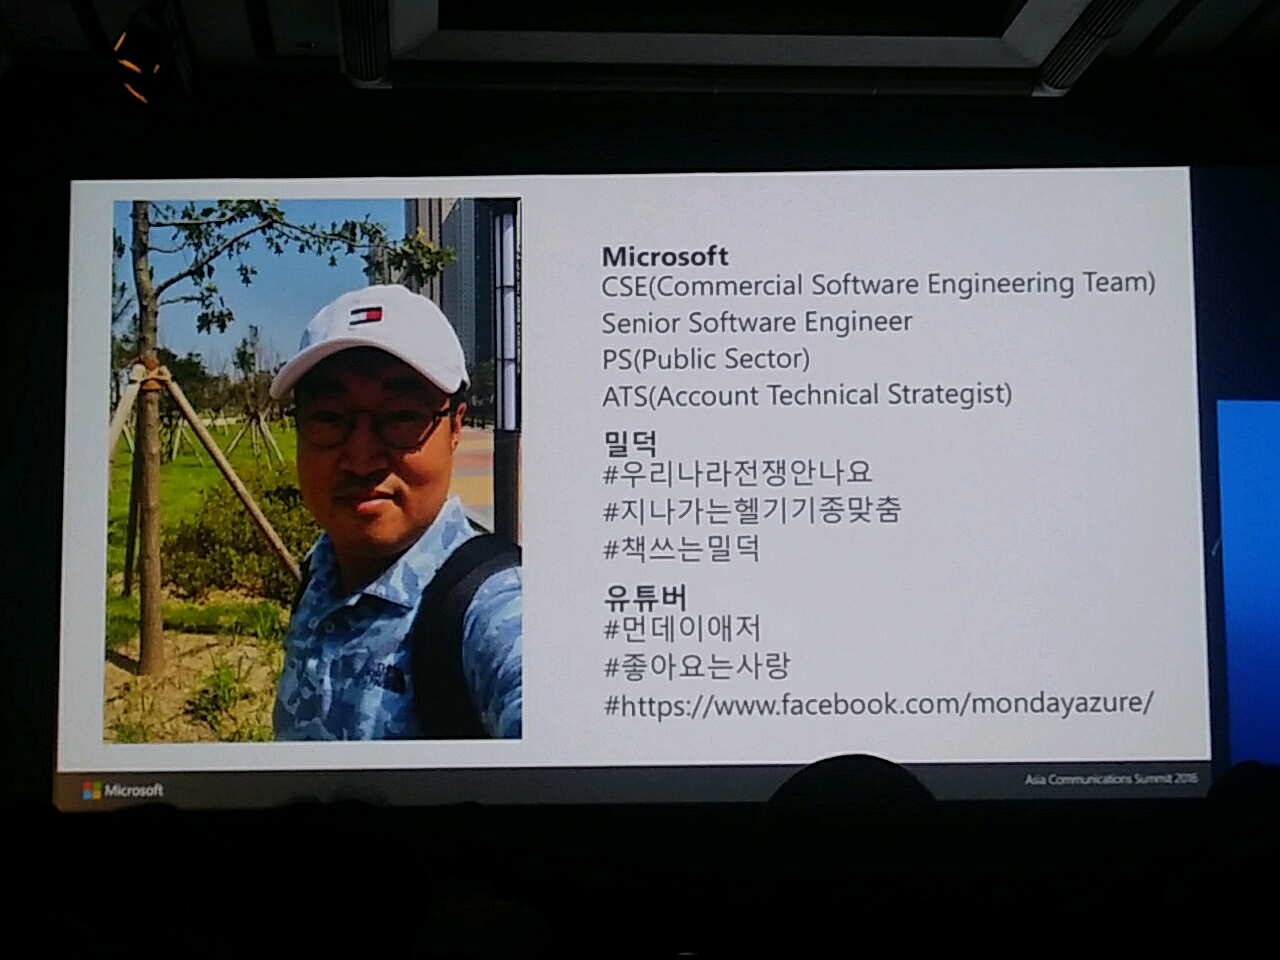 Microsoft
CSE(Commercial Software Engineering Team)
Senior Software Engineer
PS(Public Sector)
ATS(Account Technical Strategist)
밀덕
#우리나라전쟁안나요
#지나가는헬기기종맞춤
#책쓰는밀덕
유튜버
#먼데이애저
#좋아요는사랑
#https://www.facebook.com/mondayazure/
Microsoft
Asia Communications Summit 2016